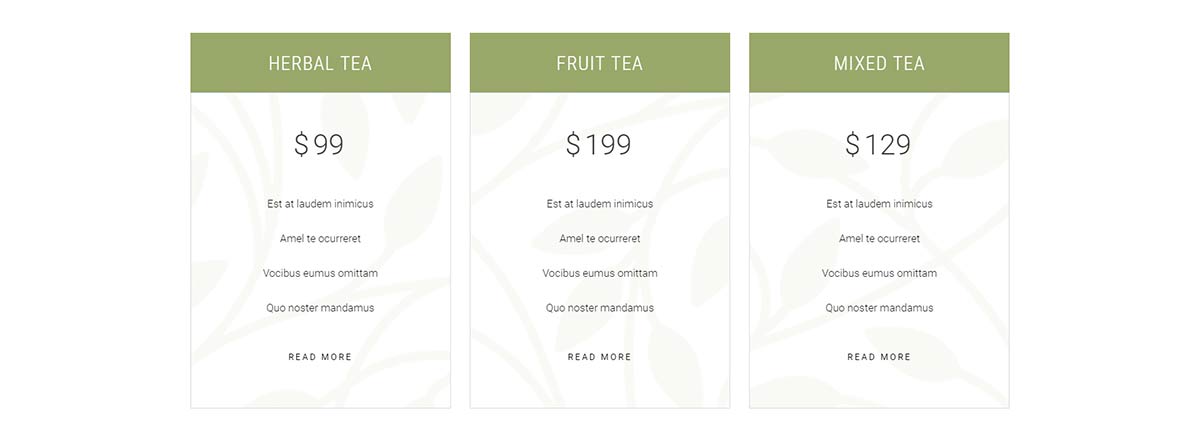 HERBAL TEA
$ 99
Est at laudem inimicus
Amel te ocurreret
Vocibus eumus omittam
Quo noster mandamus
READ MORE
FRUIT TEA
$ 199
Est at laudem inimicus
Amel te ocurreret
Vocibus eumus omittam
Quo noster mandamus
READ MORE
MIXED TEA
$ 129
Est at laudem inimicus
Amel te ocurreret
Vocibus eumus omittam
Quo noster mandamus
READ MORE